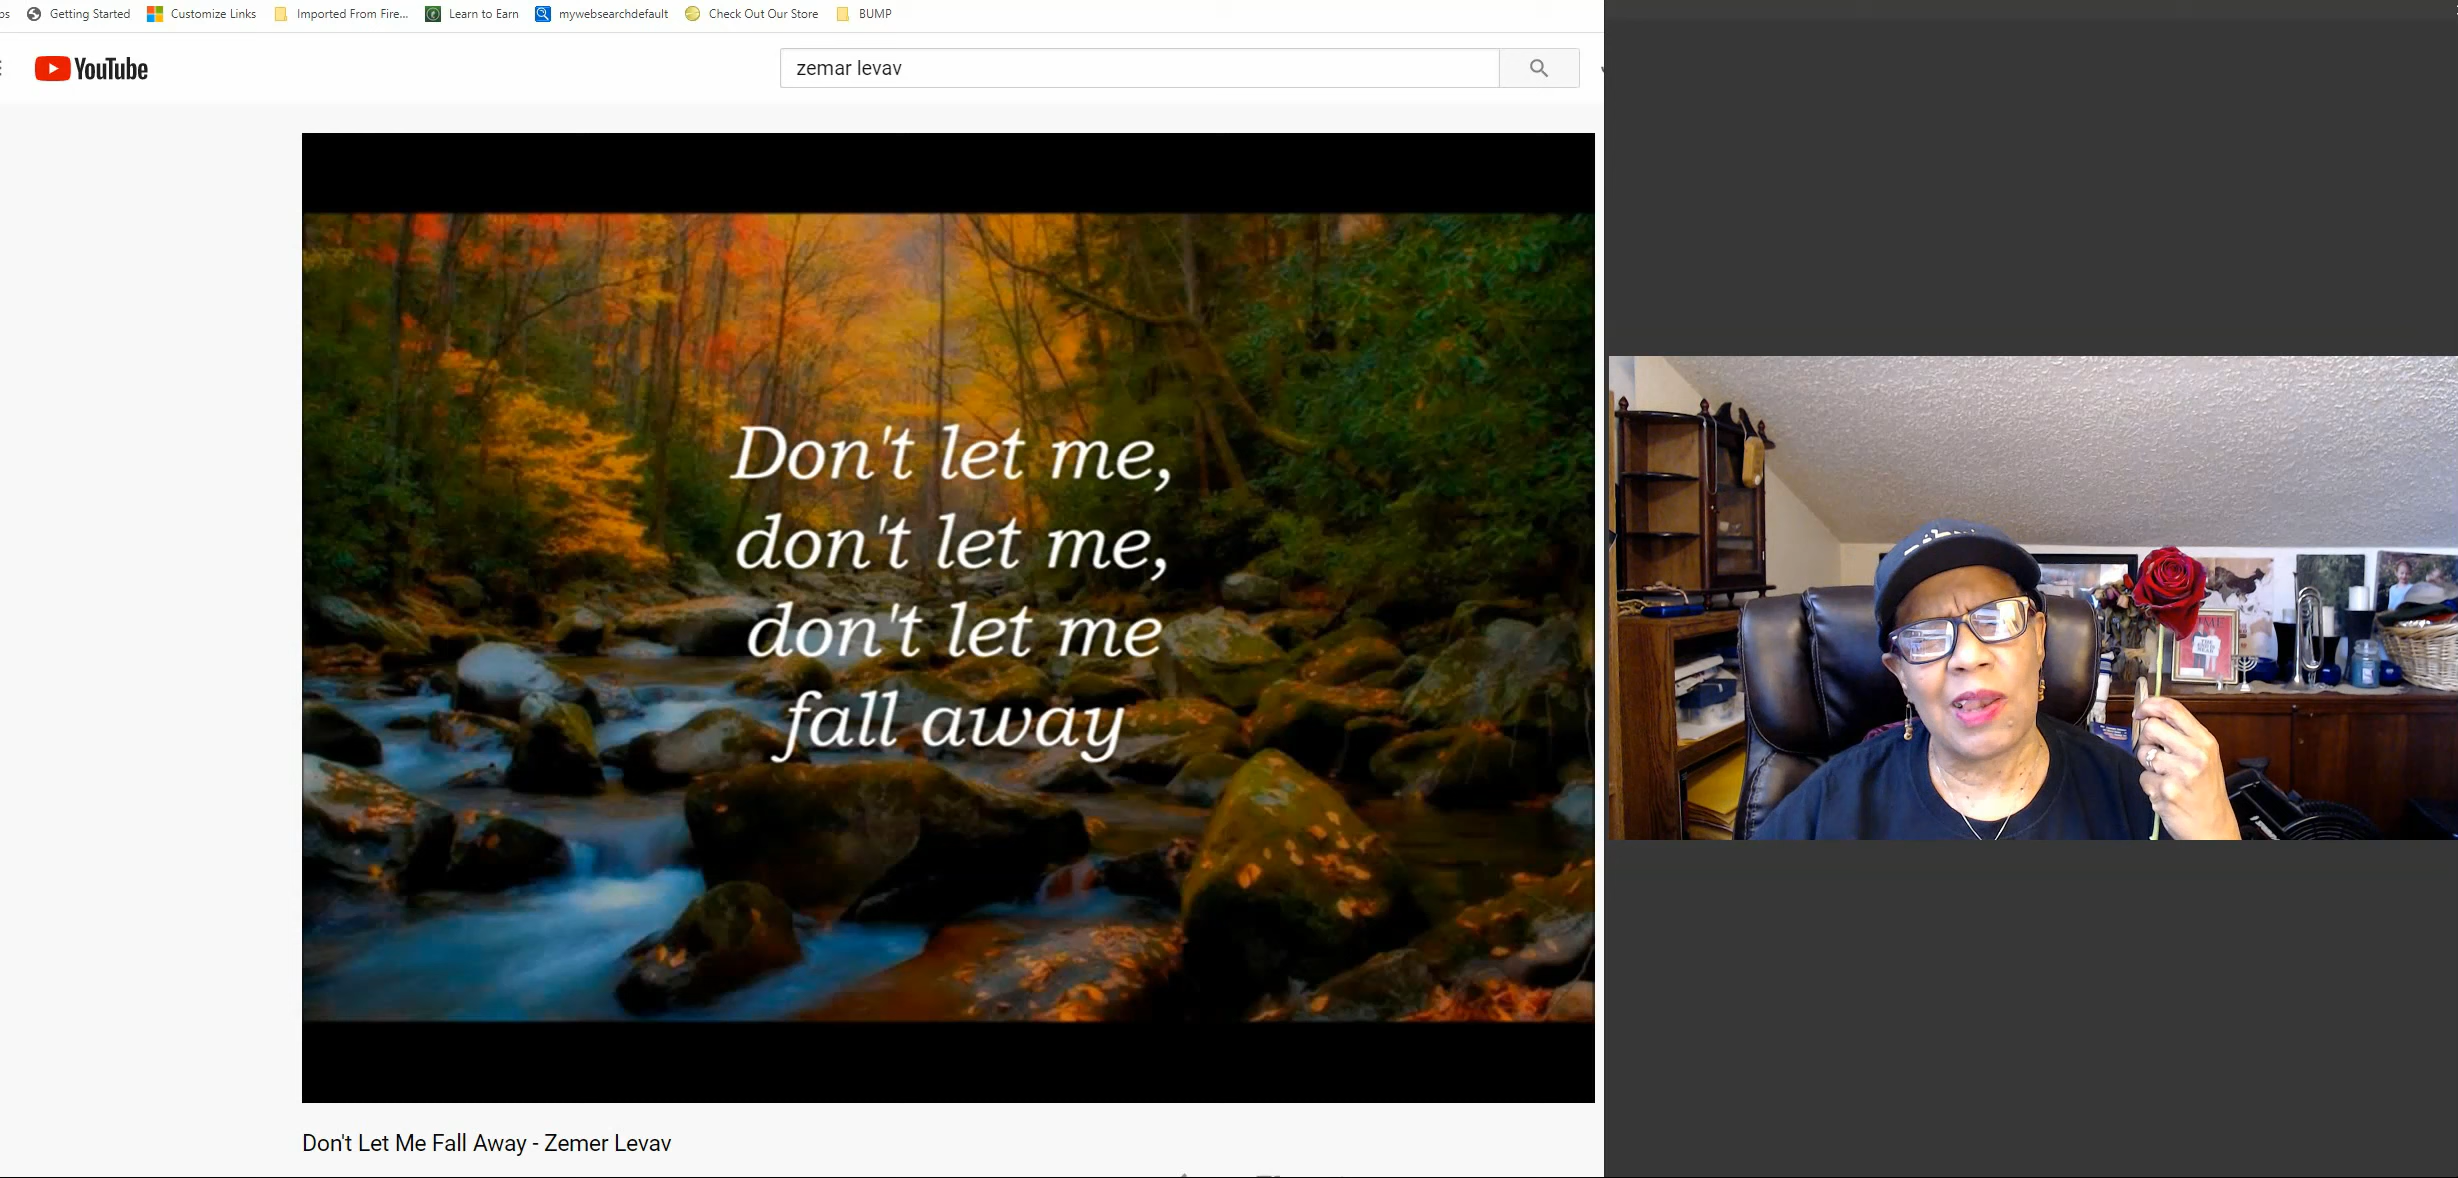 Getting Started Customize Links Imported From Fire... Learn to Earn mywebsearchdefault Check Out Our Store BUMP
YouTube
zemar levav
Don't let me,
don't let me,
don't let me
fall away
Don't Let Me Fall Away - Zemer Levav